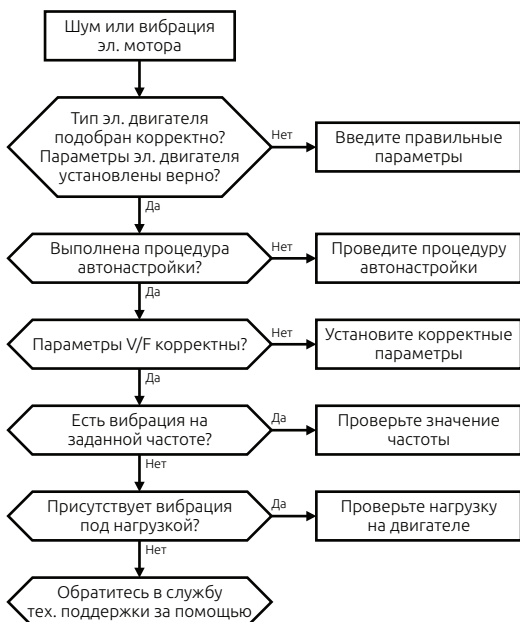 Шум или вибрация
эл. мотора
Тип эл. двигателя
подобран корректно?
Параметры эл. двигателя
установлены верно?
Нет
Введите правильные
параметры
Да
Выполнена процедура
автонастройки?
Нет
Проведите процедуру
автонастройки
Да
Параметры V/F корректны?
Нет
Установите корректные
параметры
Да
Есть вибрация на
заданной частоте?
Да
Проверьте значение
частоты
Нет
Присутствует вибрация
под нагрузкой?
Да
Проверьте нагрузку
на двигателе
Нет
Обратитесь в службу
тех. поддержки за помощью